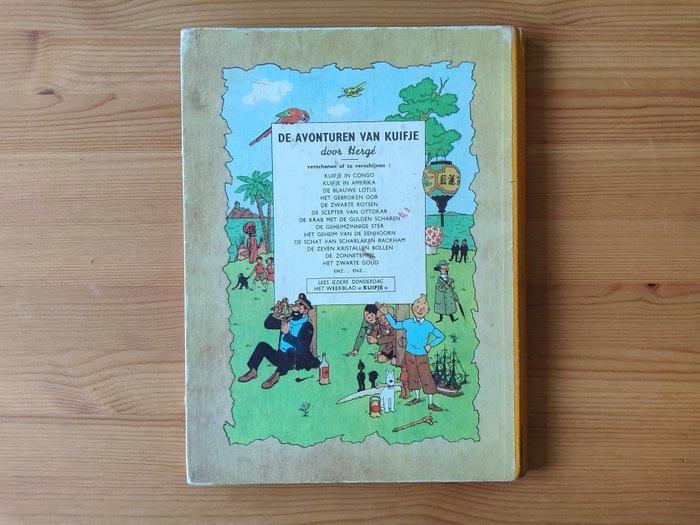 DE AVONTUREN VAN KUIFJE
door Hergé
verschenen of te verschijnen :
KUIFJE IN CONGO
KUIFJE IN AMERIKA
DE BLAUWE LOTUS
HET GEBROKEN OOR
DE ZWARTE ROTSEN
DE SCEPTER VAN OTTOKAR
DE KRAB MET DE GULDEN SCHAREN
DE GEHEIMZINNIGE STER
HET GEHEIM VAN DE EENHOORN
DE SCHAT VAN SCHARLAKEN RACKHAM
DE ZEVEN KRISTALLEN BOLLEN
DE ZONNETEMPEL
HET ZWARTE GOUD
ENZ... ENZ...
LEES IEDERE DONDERDAG
HET WEEKBLAD « KUIFJE »